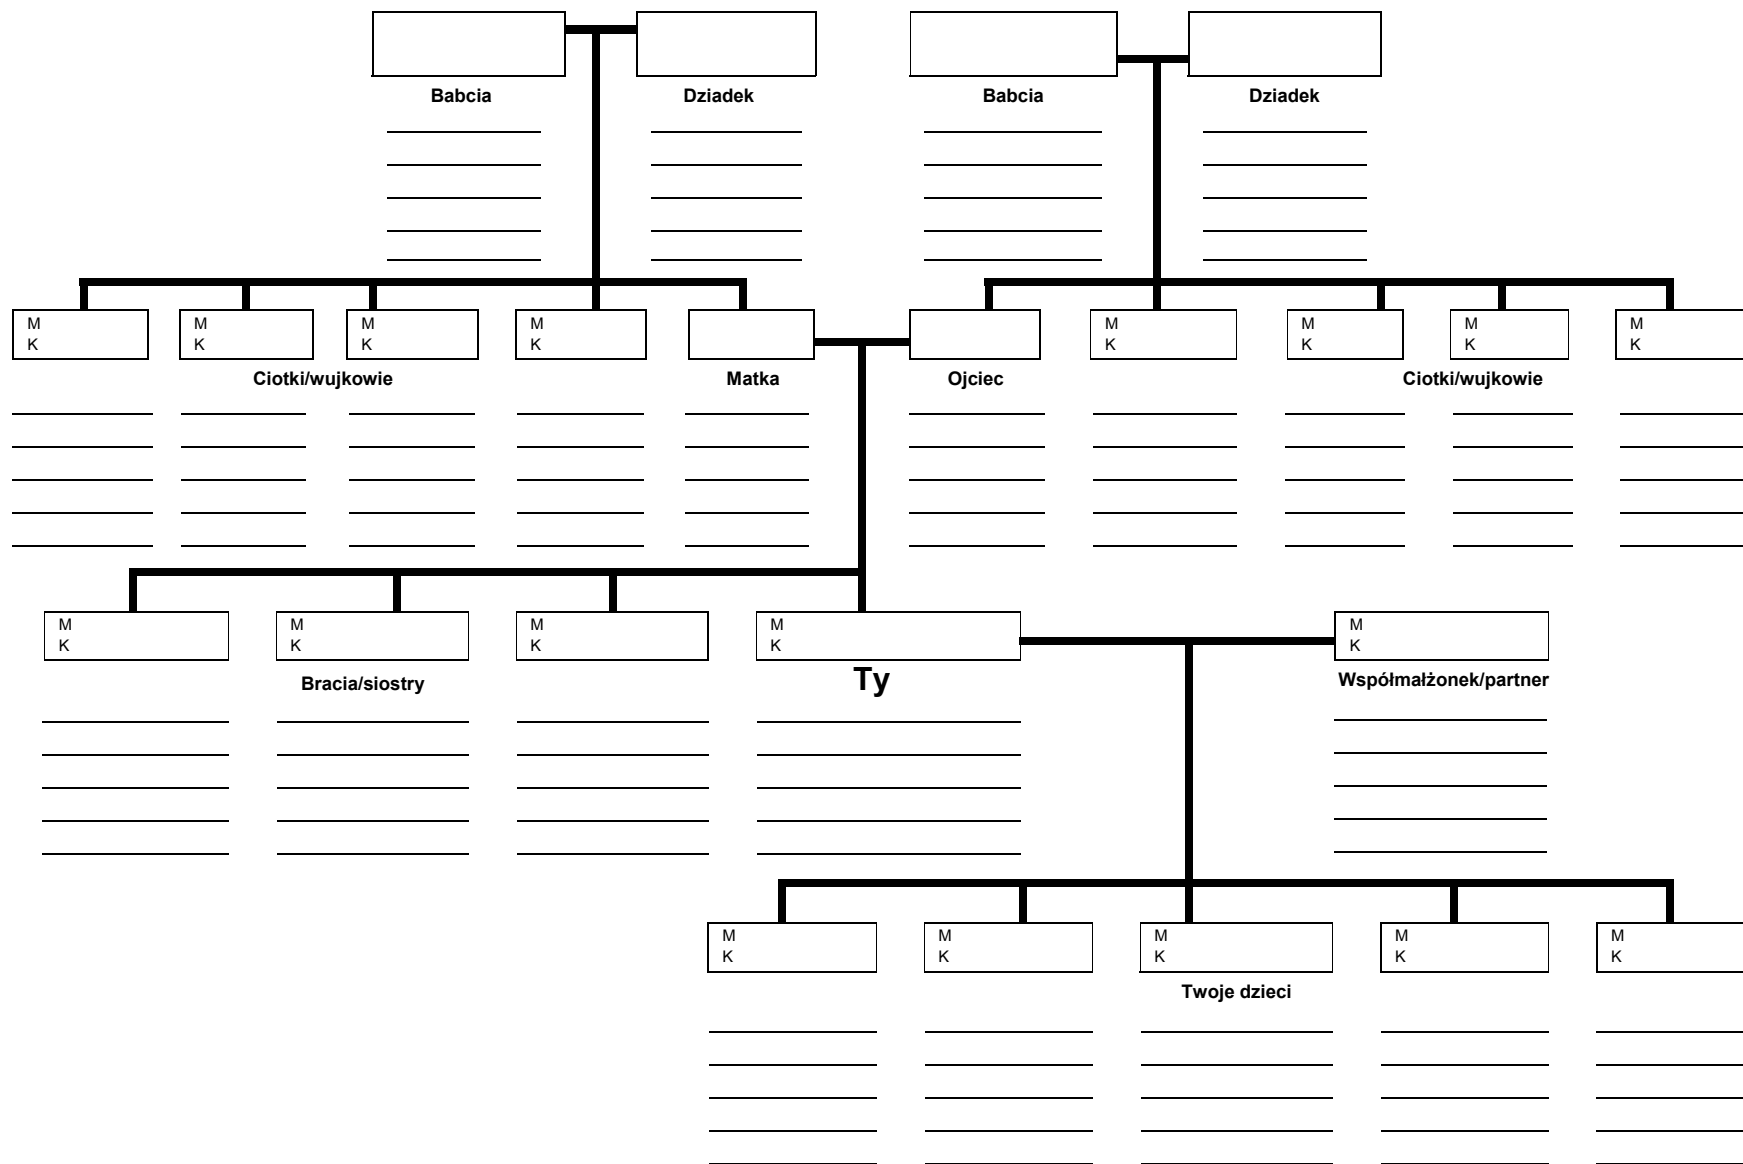 Babcia Dziadek Babcia Dziadek
M M M M M M M M
K K K K K K K K
Ciotki/wujkowie Matka Ojciec Ciotki/wujkowie
M M M M M
K K K K K
Bracia/siostry Ty Współmałżonek/partner
M M M M M
K K K K K
Twoje dzieci